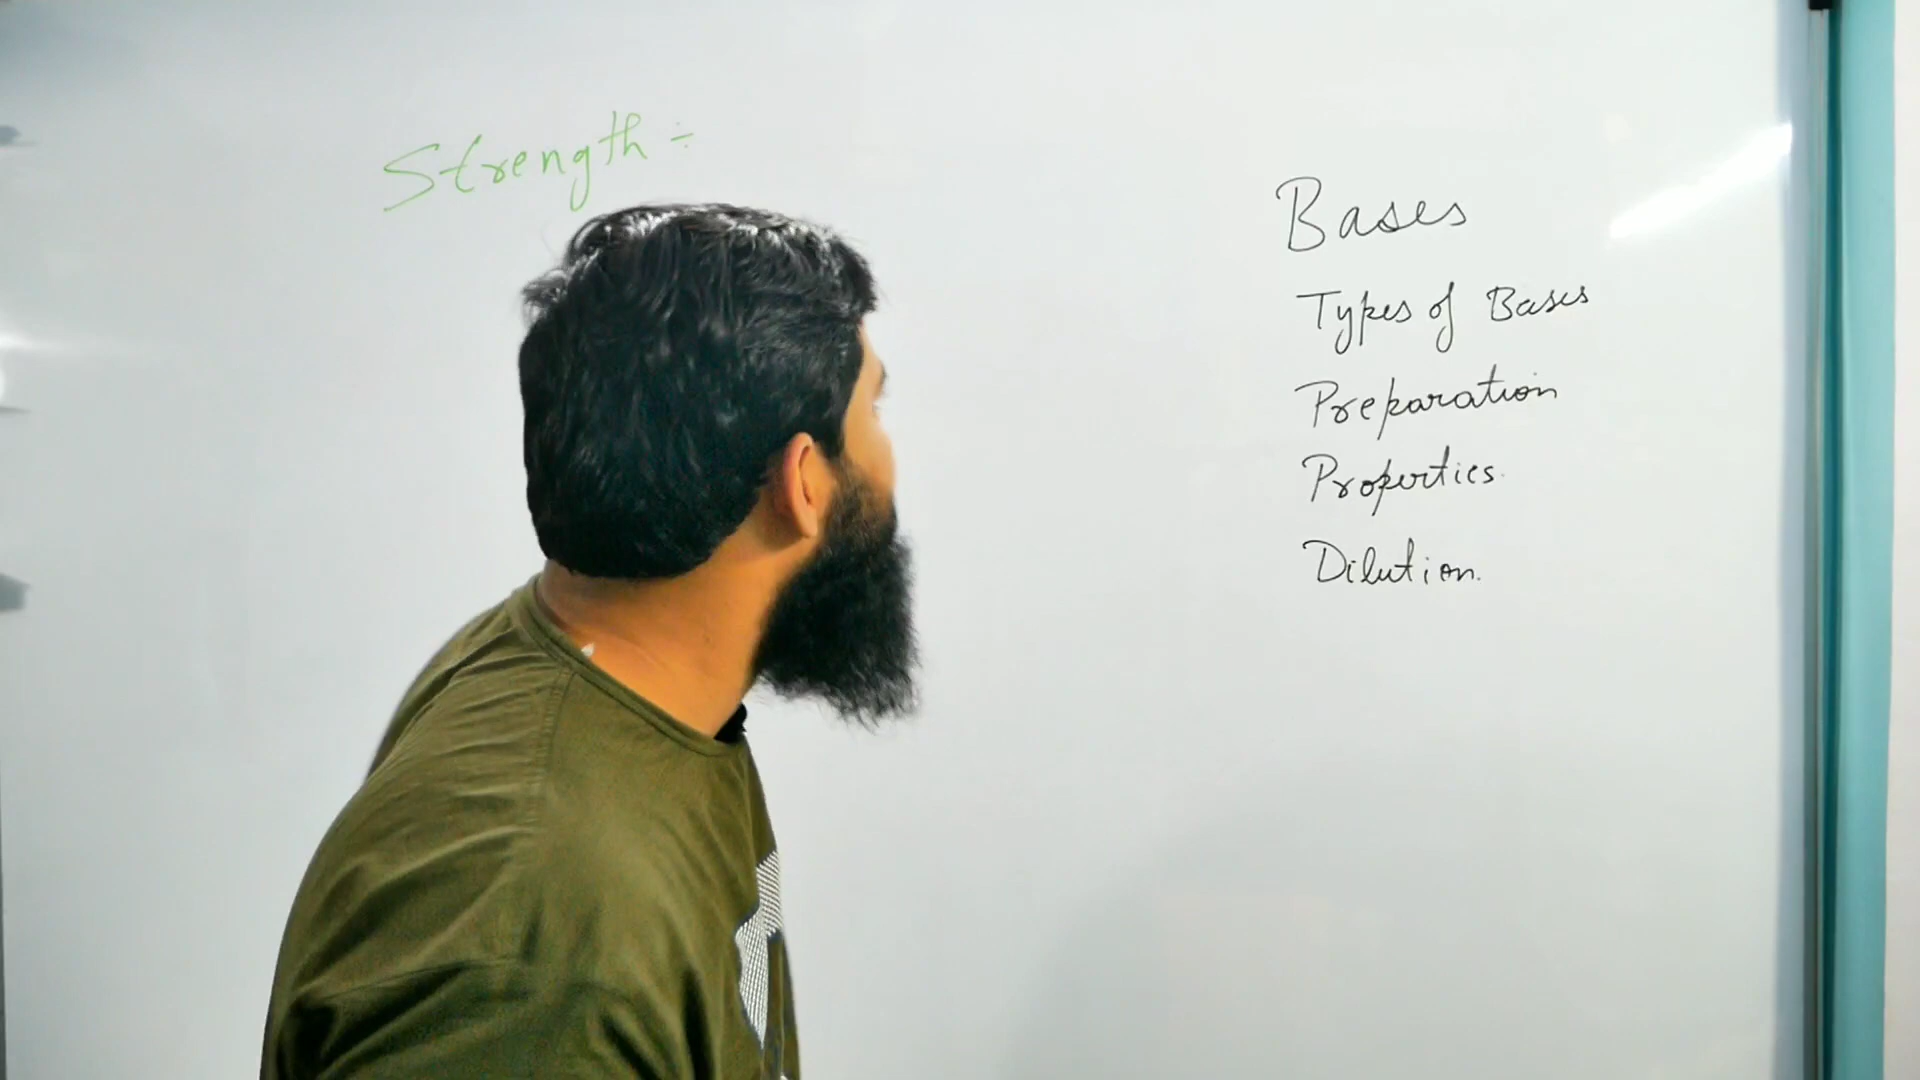 Strength ÷
Bases
Types of Bases
Preparation
Properties.
Dilution.